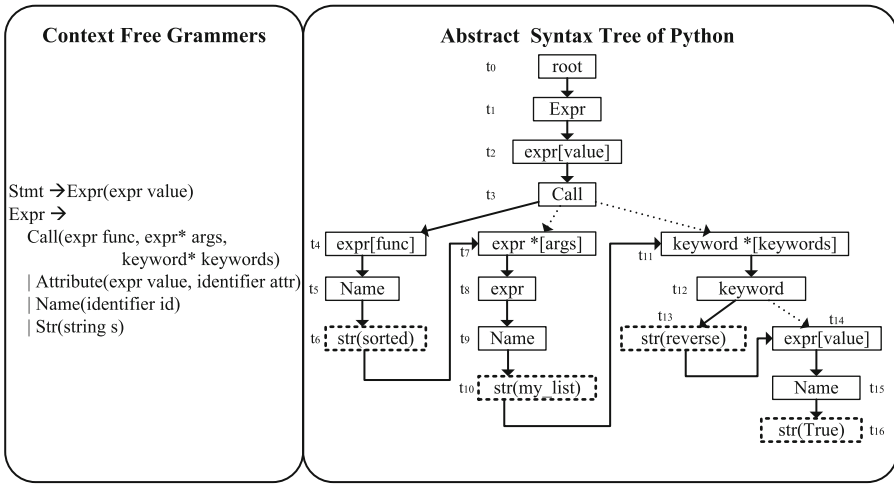 Context Free Grammers
Stmt → Expr(expr value)
Expr →
Call(expr func, expr* args,
keyword* keywords)
| Attribute(expr value, identifier attr)
| Name(identifier id)
| Str(string s)
Abstract Syntax Tree of Python
t0 root
t1 Expr
t2 expr[value]
t3 Call
t4 expr[func]
t7 expr *[args]
t11 keyword *[keywords]
t5 Name
t8 expr
t12 keyword
t13
t14
t6 str(sorted)
t9 Name
str(reverse)
expr[value]
t10 str(my_list)
Name t15
str(True) t16